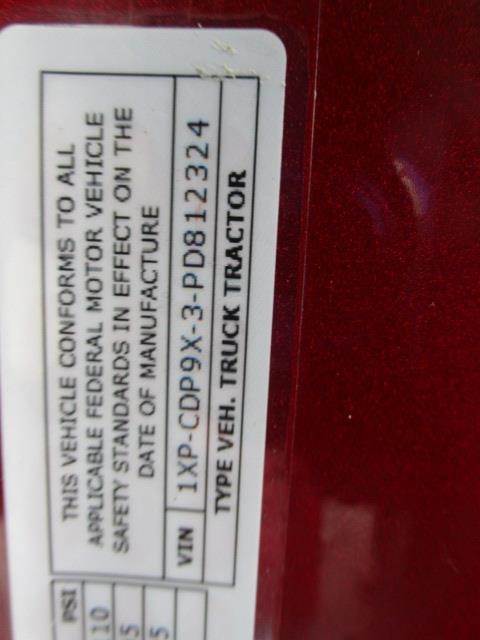 THIS VEHICLE CONFORMS TO ALL
APPLICABLE FEDERAL MOTOR VEHICLE
SAFETY STANDARDS IN EFFECT ON THE
DATE OF MANUFACTURE
VIN 1XP-CDP9X-3-PD812324
TYPE VEH. TRUCK TRACTOR
PSI
10
5
5